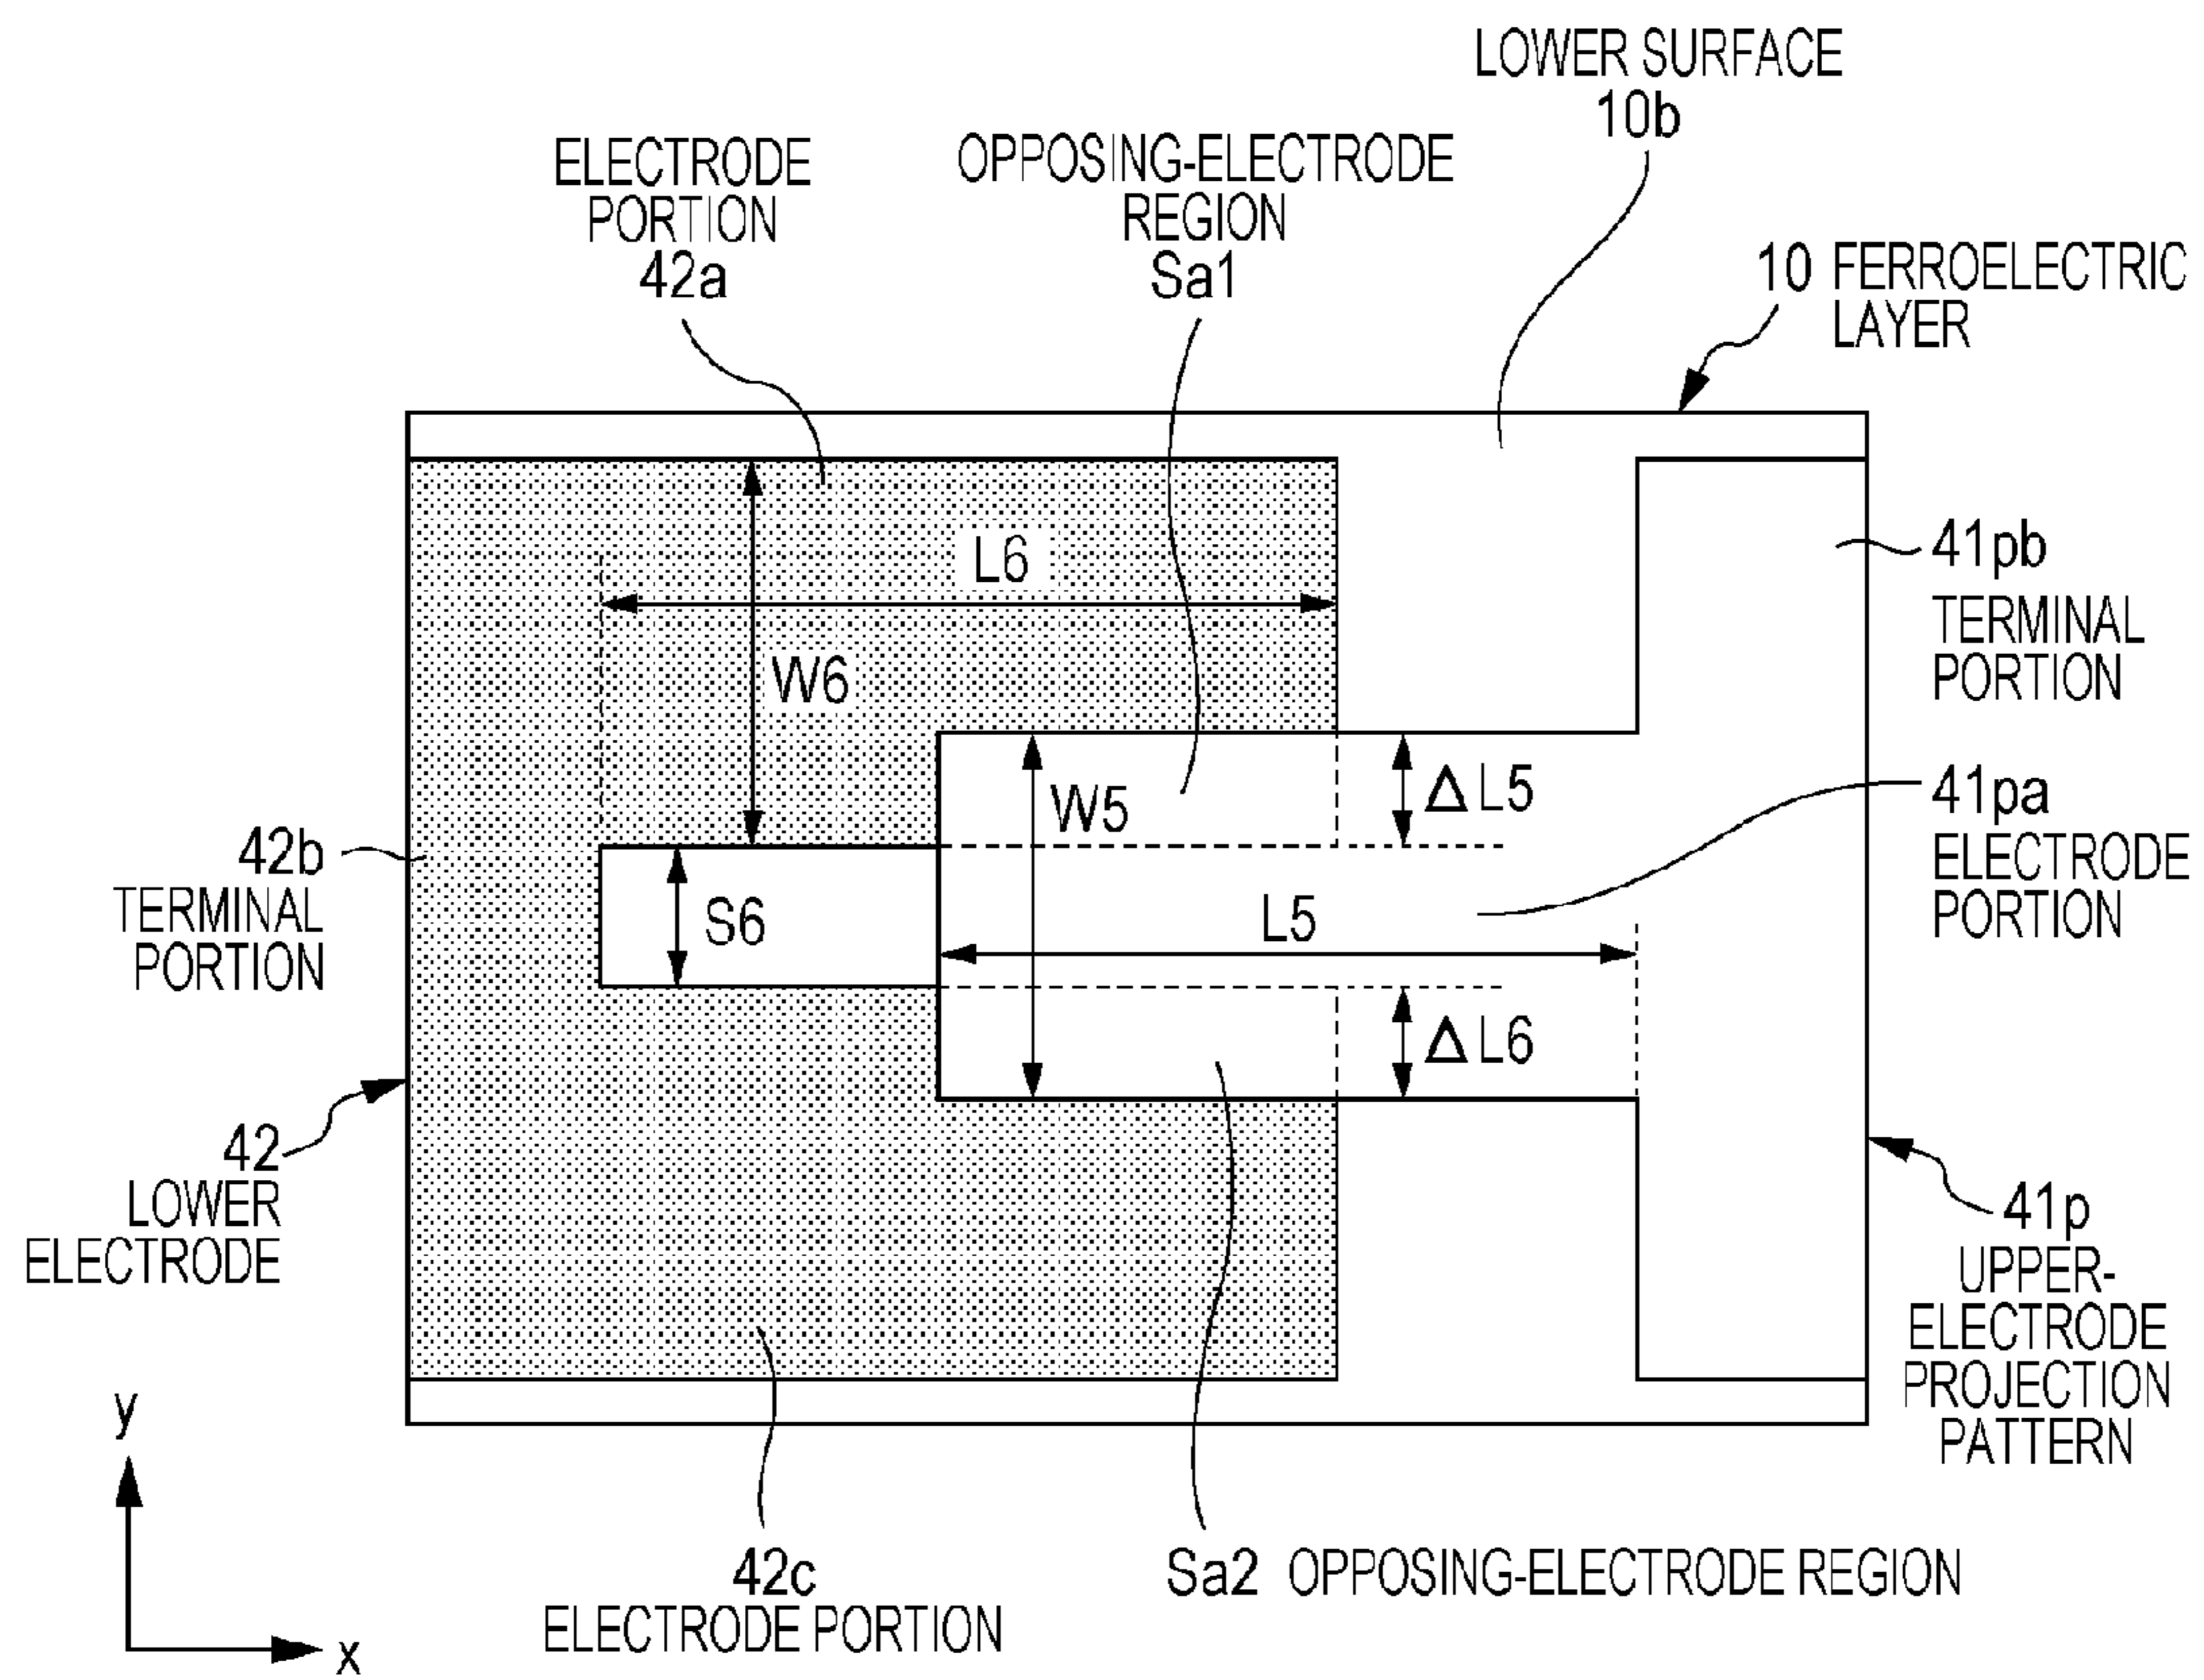 LOWER SURFACE
10b
ELECTRODE
PORTION
42a
OPPOSING-ELECTRODE
REGION
Sa1
10 FERROELECTRIC
LAYER
L6
W6
41pb
TERMINAL
PORTION
W5
Δ L5
41pa
ELECTRODE
PORTION
42b
TERMINAL
PORTION
S6
L5
Δ L6
42
LOWER
ELECTRODE
41p
UPPER-
ELECTRODE
PROJECTION
PATTERN
y
x
42c
ELECTRODE PORTION
Sa2 OPPOSING-ELECTRODE REGION